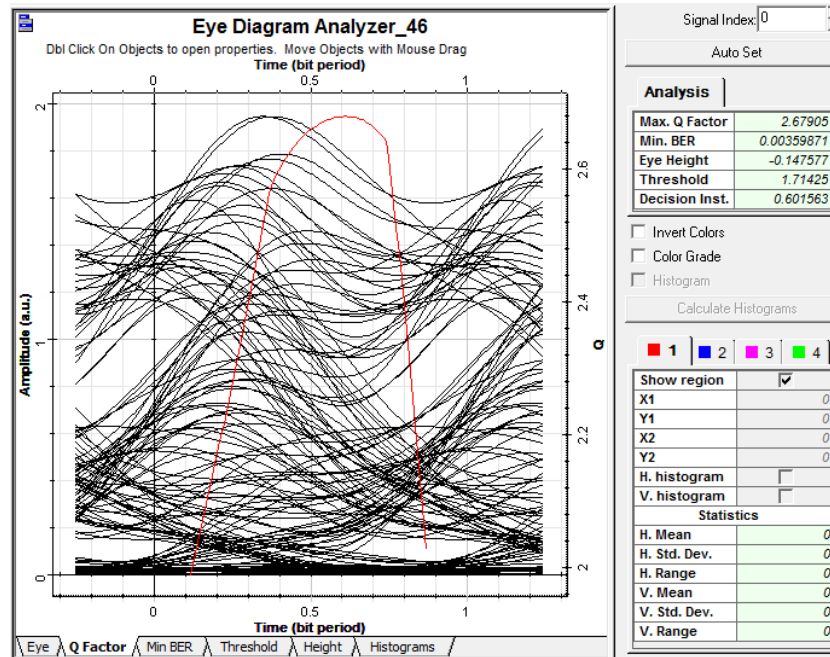 Eye Diagram Analyzer_46
Dbl Click On Objects to open properties. Move Objects with Mouse Drag
Time (bit period)
0 0.5 1
Amplitude (a.u.)
2
1
0
Q
2.6
2.4
2.2
2
0 0.5 1
Time (bit period)
Eye Q Factor Min BER Threshold Height Histograms
Signal Index: 0
Auto Set
Analysis
Max. Q Factor 2.67905
Min. BER 0.00359871
Eye Height -0.147577
Threshold 1.71425
Decision Inst. 0.601563
Invert Colors
Color Grade
Histogram
Calculate Histograms
1 2 3 4
Show region
X1 0
Y1 0
X2 0
Y2 0
H. histogram
V. histogram
Statistics
H. Mean 0
H. Std. Dev. 0
H. Range 0
V. Mean 0
V. Std. Dev. 0
V. Range 0